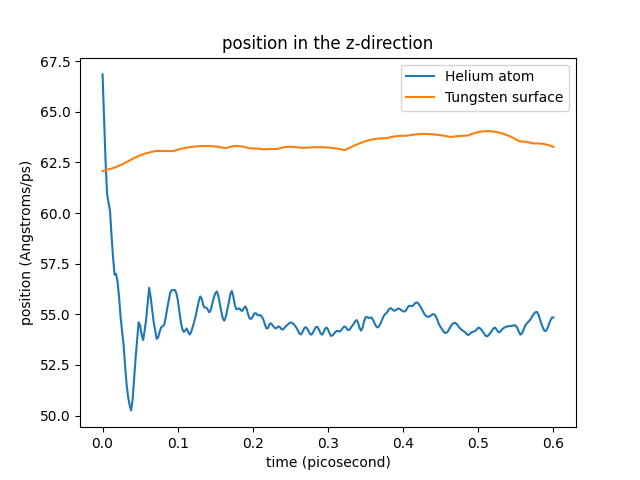 position in the z-direction
Helium atom
Tungsten surface
position (Angstroms/ps)
67.5
65.0
62.5
60.0
57.5
55.0
52.5
50.0
0.0 0.1 0.2 0.3 0.4 0.5 0.6
time (picosecond)